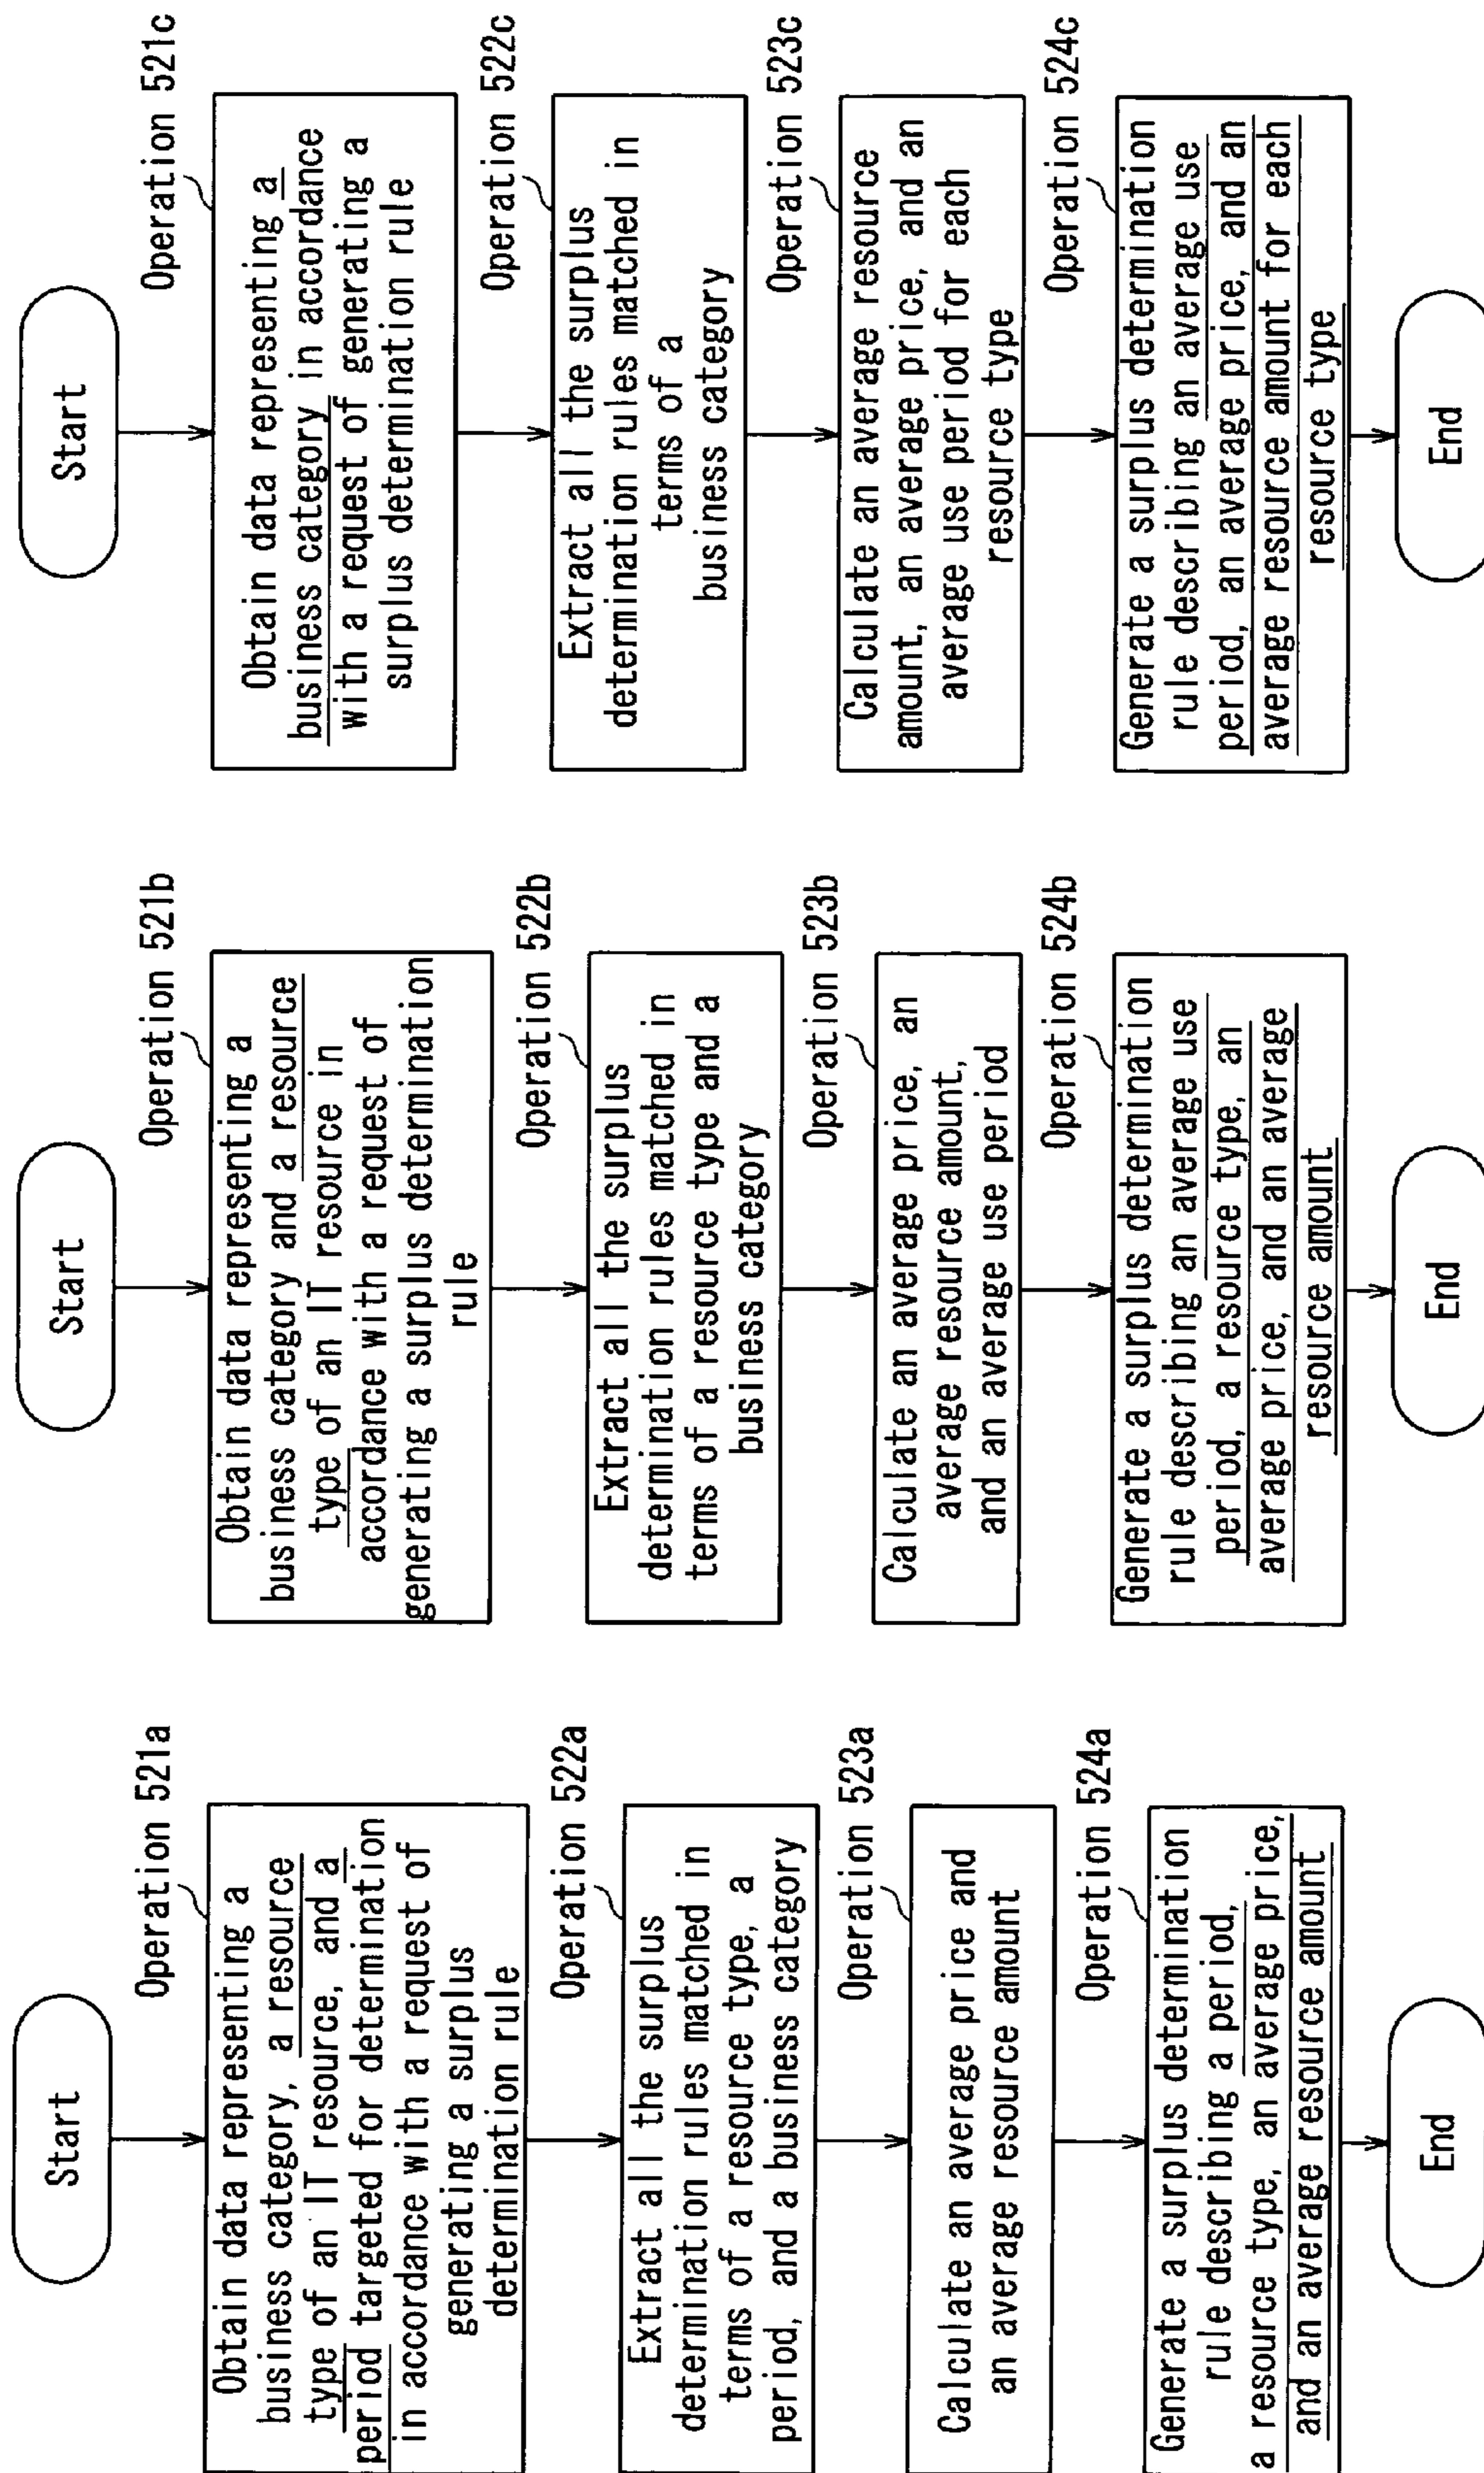 Start
Operation 521a
Obtain data representing a
business category, a resource
type of an IT resource, and a
period targeted for determination
in accordance with a request of
generating a surplus
determination rule
Operation 522a
Extract all the surplus
determination rules matched in
terms of a resource type, a
period, and a business category
Operation 523a
Calculate an average price and
an average resource amount
Operation 524a
Generate a surplus determination
rule describing a period,
a resource type, an average price,
and an average resource amount
End
Start
Operation 521b
Obtain data representing a
business category and a resource
type of an IT resource in
accordance with a request of
generating a surplus determination
rule
Operation 522b
Extract all the surplus
determination rules matched in
terms of a resource type and a
business category
Operation 523b
Calculate an average price, an
average resource amount,
and an average use period
Operation 524b
Generate a surplus determination
rule describing an average use
period, a resource type, an
average price, and an average
resource amount
End
Start
Operation 521c
Obtain data representing a
business category in accordance
with a request of generating a
surplus determination rule
Operation 522c
Extract all the surplus
determination rules matched in
terms of a
business category
Operation 523c
Calculate an average resource
amount, an average price, and an
average use period for each
resource type
Operation 524c
Generate a surplus determination
rule describing an average use
period, an average price, and an
average resource amount for each
resource type
End